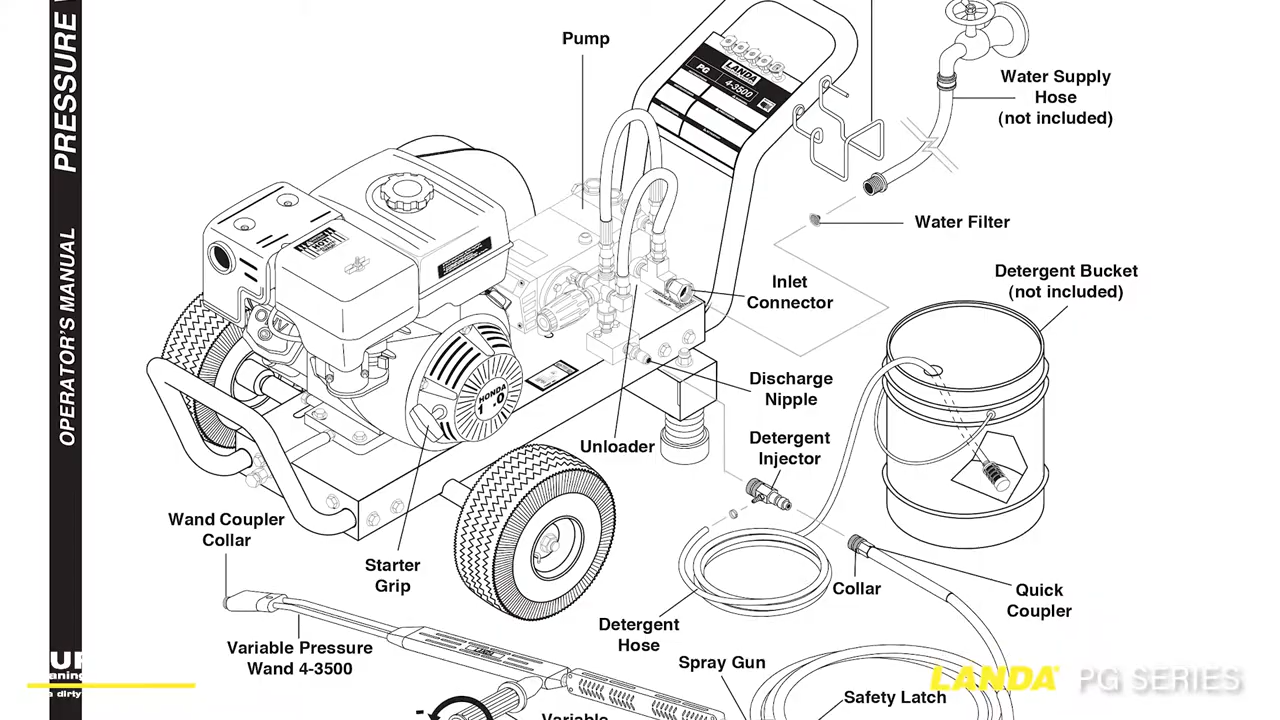 PRESSURE
OPERATOR'S MANUAL
Pump
LANDA
PG
4-3500
Water Supply
Hose
(not included)
Water Filter
Detergent Bucket
(not included)
Inlet
Connector
HONDA
Discharge
Nipple
Unloader
Detergent
Injector
Wand Coupler
Collar
Starter
Grip
Collar
Quick
Coupler
Detergent
Hose
Variable Pressure
Wand 4-3500
Spray Gun
Safety Latch
Variable
a dirty
LANDA PG SERIES